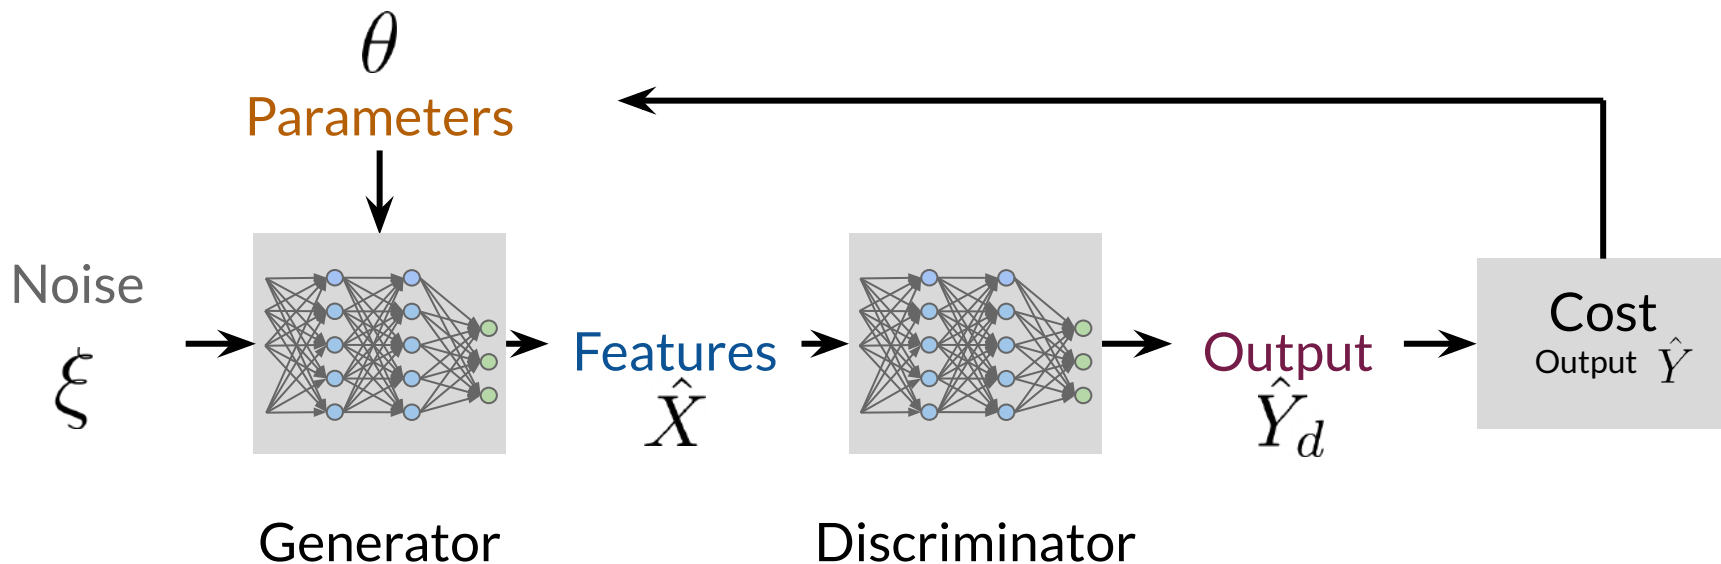 θ
Parameters
Noise
ξ
Features
X̂
Output
Ŷ_d
Cost
Output Ŷ
Generator
Discriminator